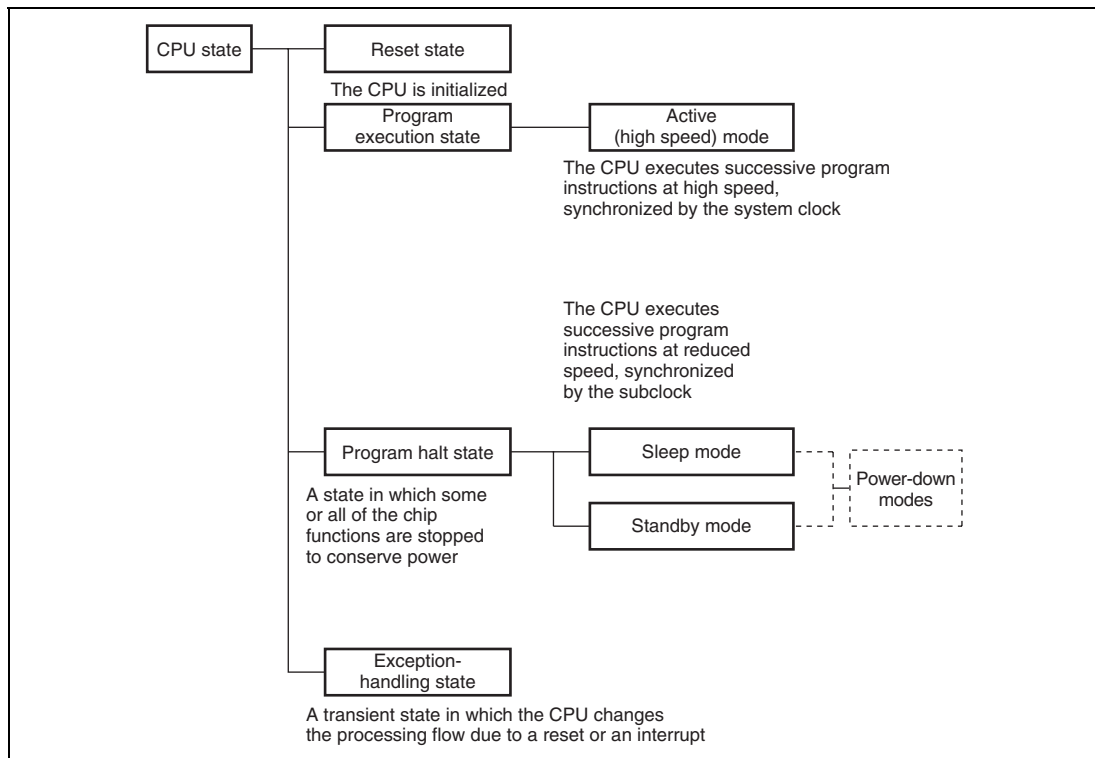 CPU state
Reset state
The CPU is initialized
Program
execution state
Active
(high speed) mode
The CPU executes successive program
instructions at high speed,
synchronized by the system clock
The CPU executes
successive program
instructions at reduced
speed, synchronized
by the subclock
Program halt state
A state in which some
or all of the chip
functions are stopped
to conserve power
Sleep mode
Standby mode
Power-down
modes
Exception-
handling state
A transient state in which the CPU changes
the processing flow due to a reset or an interrupt